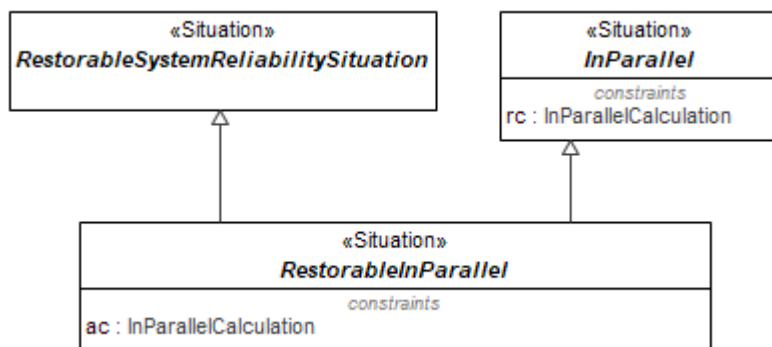 «Situation»
RestorableSystemReliabilitySituation
«Situation»
InParallel
constraints
rc : InParallelCalculation
«Situation»
RestorableInParallel
constraints
ac : InParallelCalculation